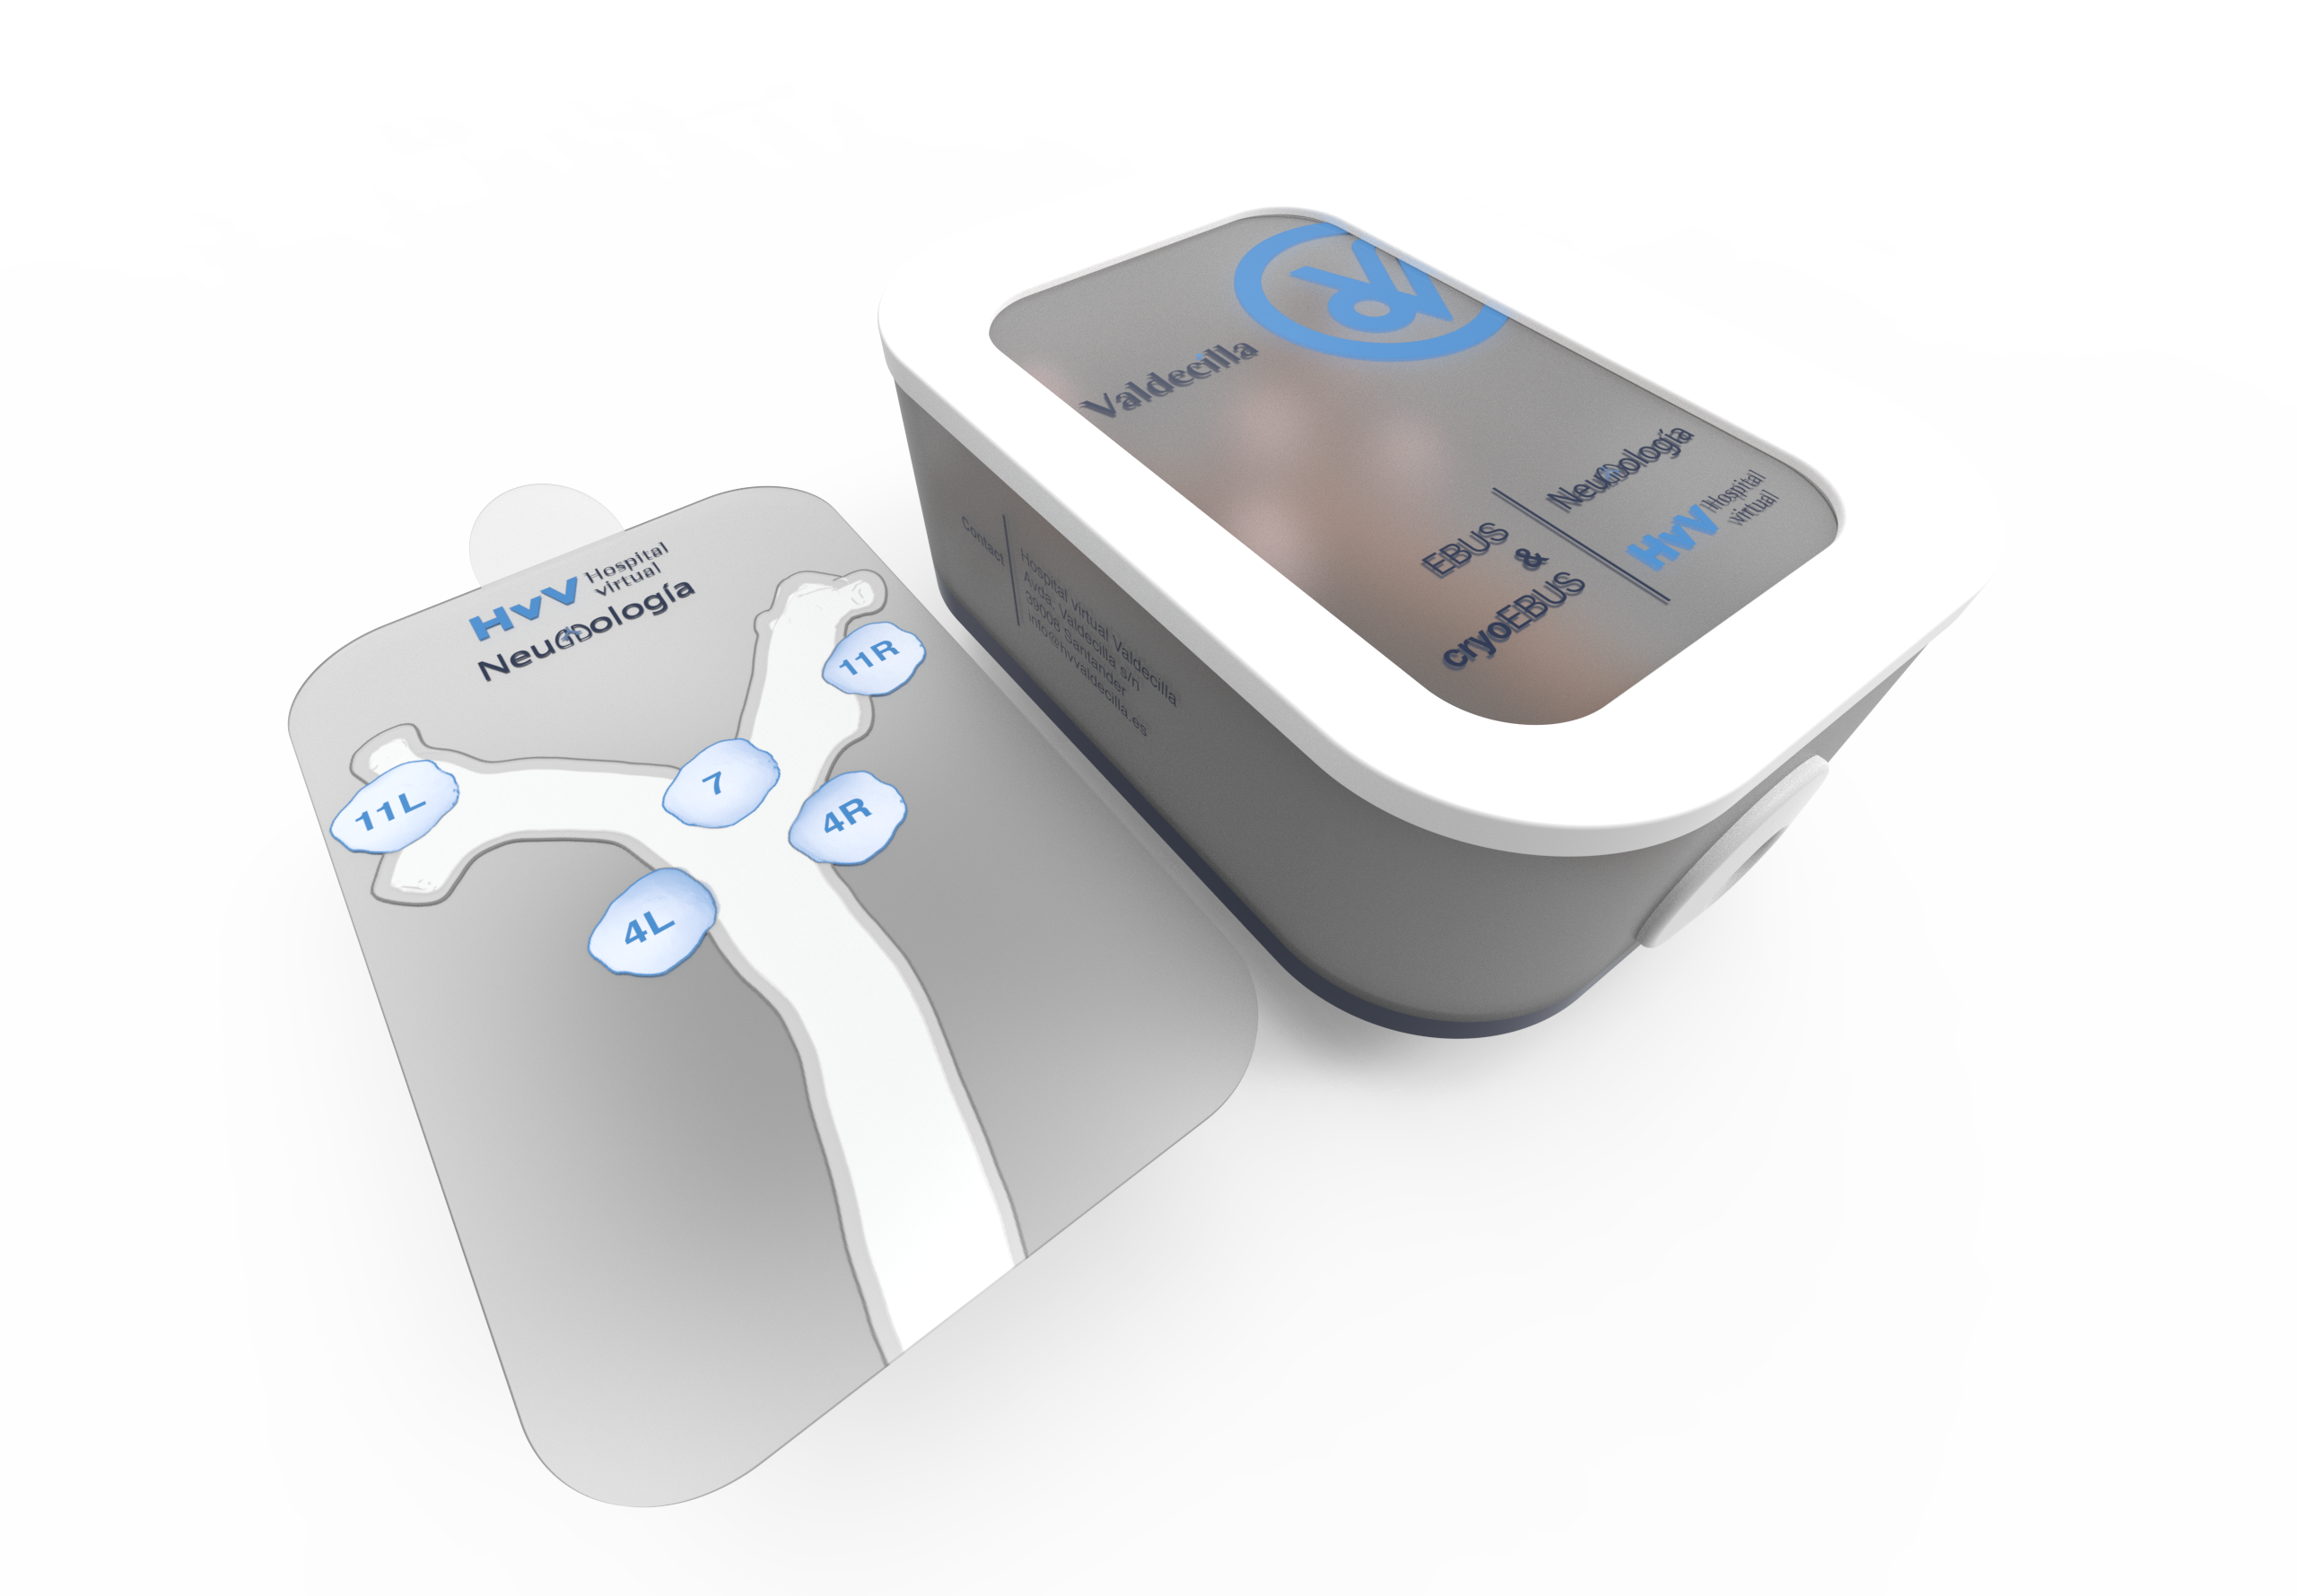 HvV Hospital
virtual
Neumología
11R
11L
7
4R
4L
Valdecilla
EBUS
&
cryoEBUS
Neumología
HvV Hospital
virtual
Contact
Hospital virtual Valdecilla
Avda. Valdecilla s/n
39008 Santander
info@hvvaldecilla.es